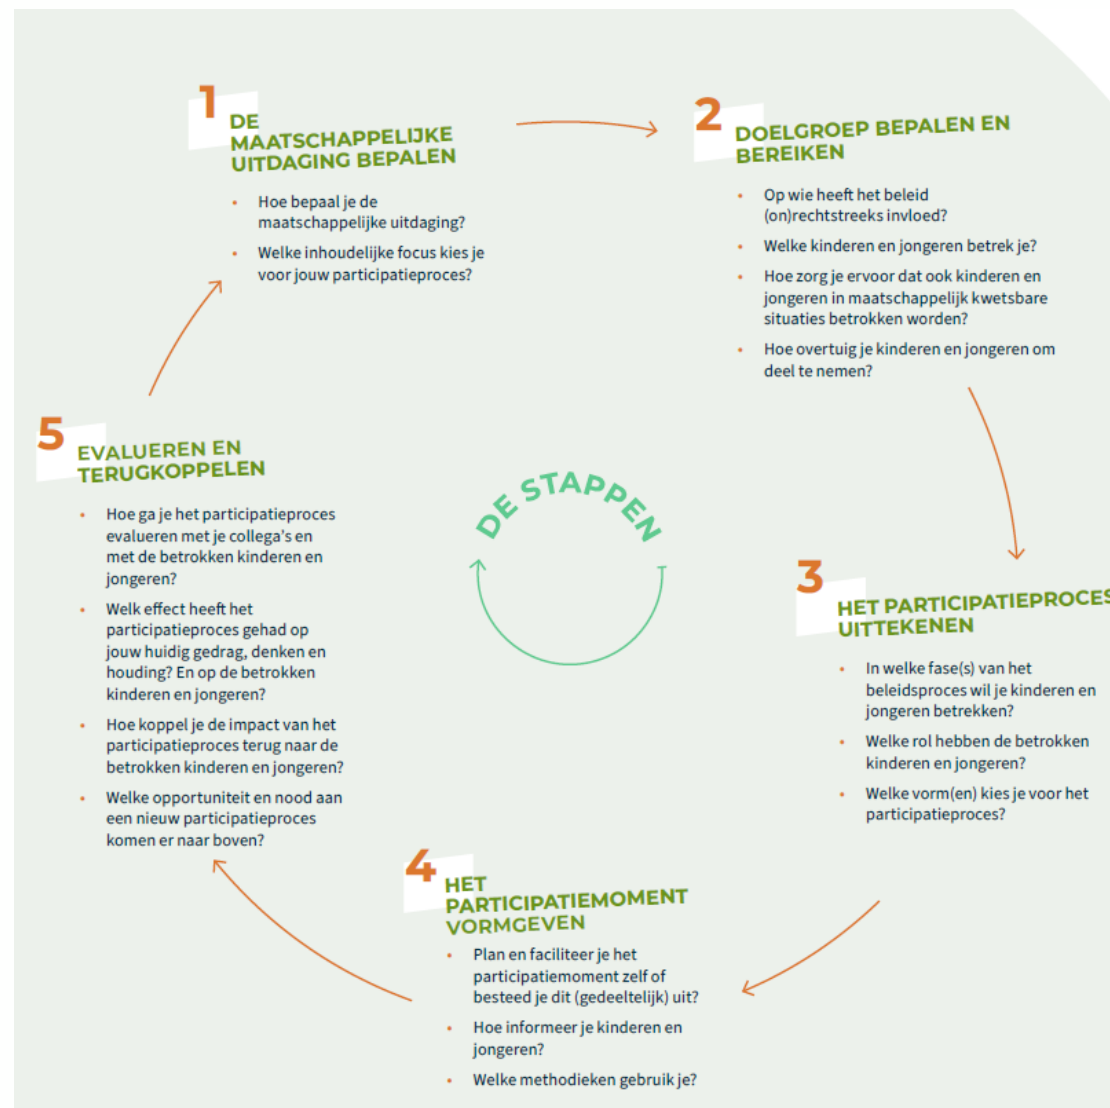 1
DE
MAATSCHAPPELIJKE
UITDAGING BEPALEN
• Hoe bepaal je de
maatschappelijke uitdaging?
• Welke inhoudelijke focus kies je
voor jouw participatieproces?
2
DOELGROEP BEPALEN EN
BEREIKEN
• Op wie heeft het beleid
(on)rechtstreeks invloed?
• Welke kinderen en jongeren betrek je?
• Hoe zorg je ervoor dat ook kinderen en
jongeren in maatschappelijk kwetsbare
situaties betrokken worden?
• Hoe overtuig je kinderen en jongeren om
deel te nemen?
DE STAPPEN
3
HET PARTICIPATIEPROCES
UITTEKENEN
• In welke fase(s) van het
beleidsproces wil je kinderen en
jongeren betrekken?
• Welke rol hebben de betrokken
kinderen en jongeren?
• Welke vorm(en) kies je voor het
participatieproces?
4
HET
PARTICIPATIEMOMENT
VORMGEVEN
• Plan en faciliteer je het
participatiemoment zelf of
besteed je dit (gedeeltelijk) uit?
• Hoe informeer je kinderen en
jongeren?
• Welke methodieken gebruik je?
5
EVALUEREN EN
TERUGKOPPELEN
• Hoe ga je het participatieproces
evalueren met je collega's en
met de betrokken kinderen en
jongeren?
• Welk effect heeft het
participatieproces gehad op
jouw huidig gedrag, denken en
houding? En op de betrokken
kinderen en jongeren?
• Hoe koppel je de impact van het
participatieproces terug naar de
betrokken kinderen en jongeren?
• Welke opportuniteit en nood aan
een nieuw participatieproces
komen er naar boven?